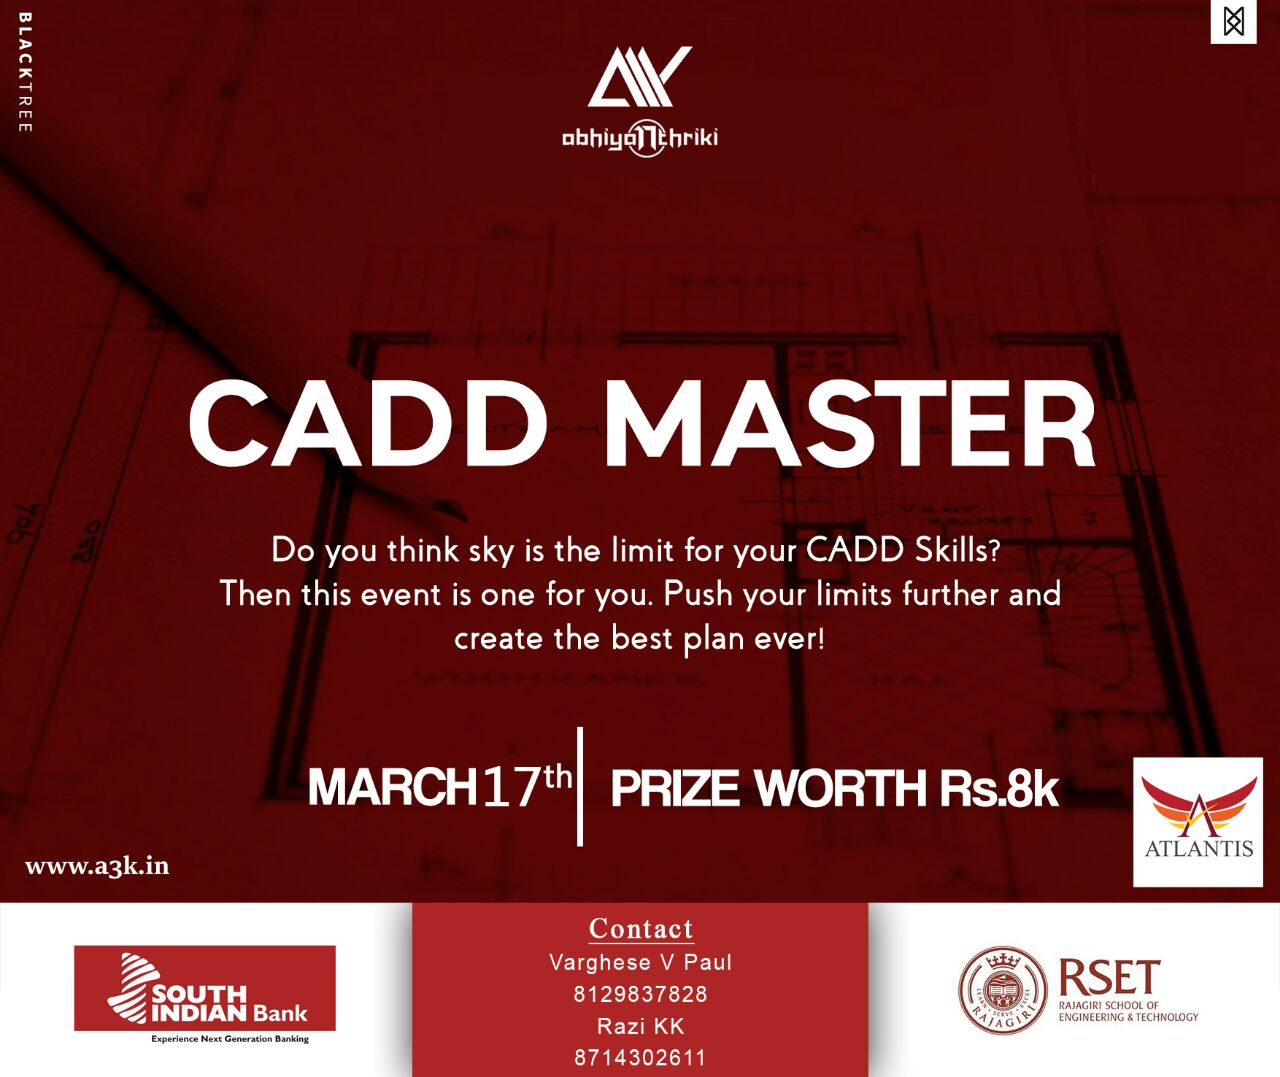 BLACKTREE
abhiyanthriki
CADD MASTER
Do you think sky is the limit for your CADD Skills?
Then this event is one for you. Push your limits further and
create the best plan ever!
MARCH 17th
PRIZE WORTH Rs.8k
ATLANTIS
www.a3k.in
SOUTH
INDIAN Bank
Experience Next Generation Banking
Contact
Varghese V Paul
8129837828
Razi KK
8714302611
RSET
RAJAGIRI SCHOOL OF
ENGINEERING & TECHNOLOGY
LEARN • SERVE • EXCEL
RAJAGIRI